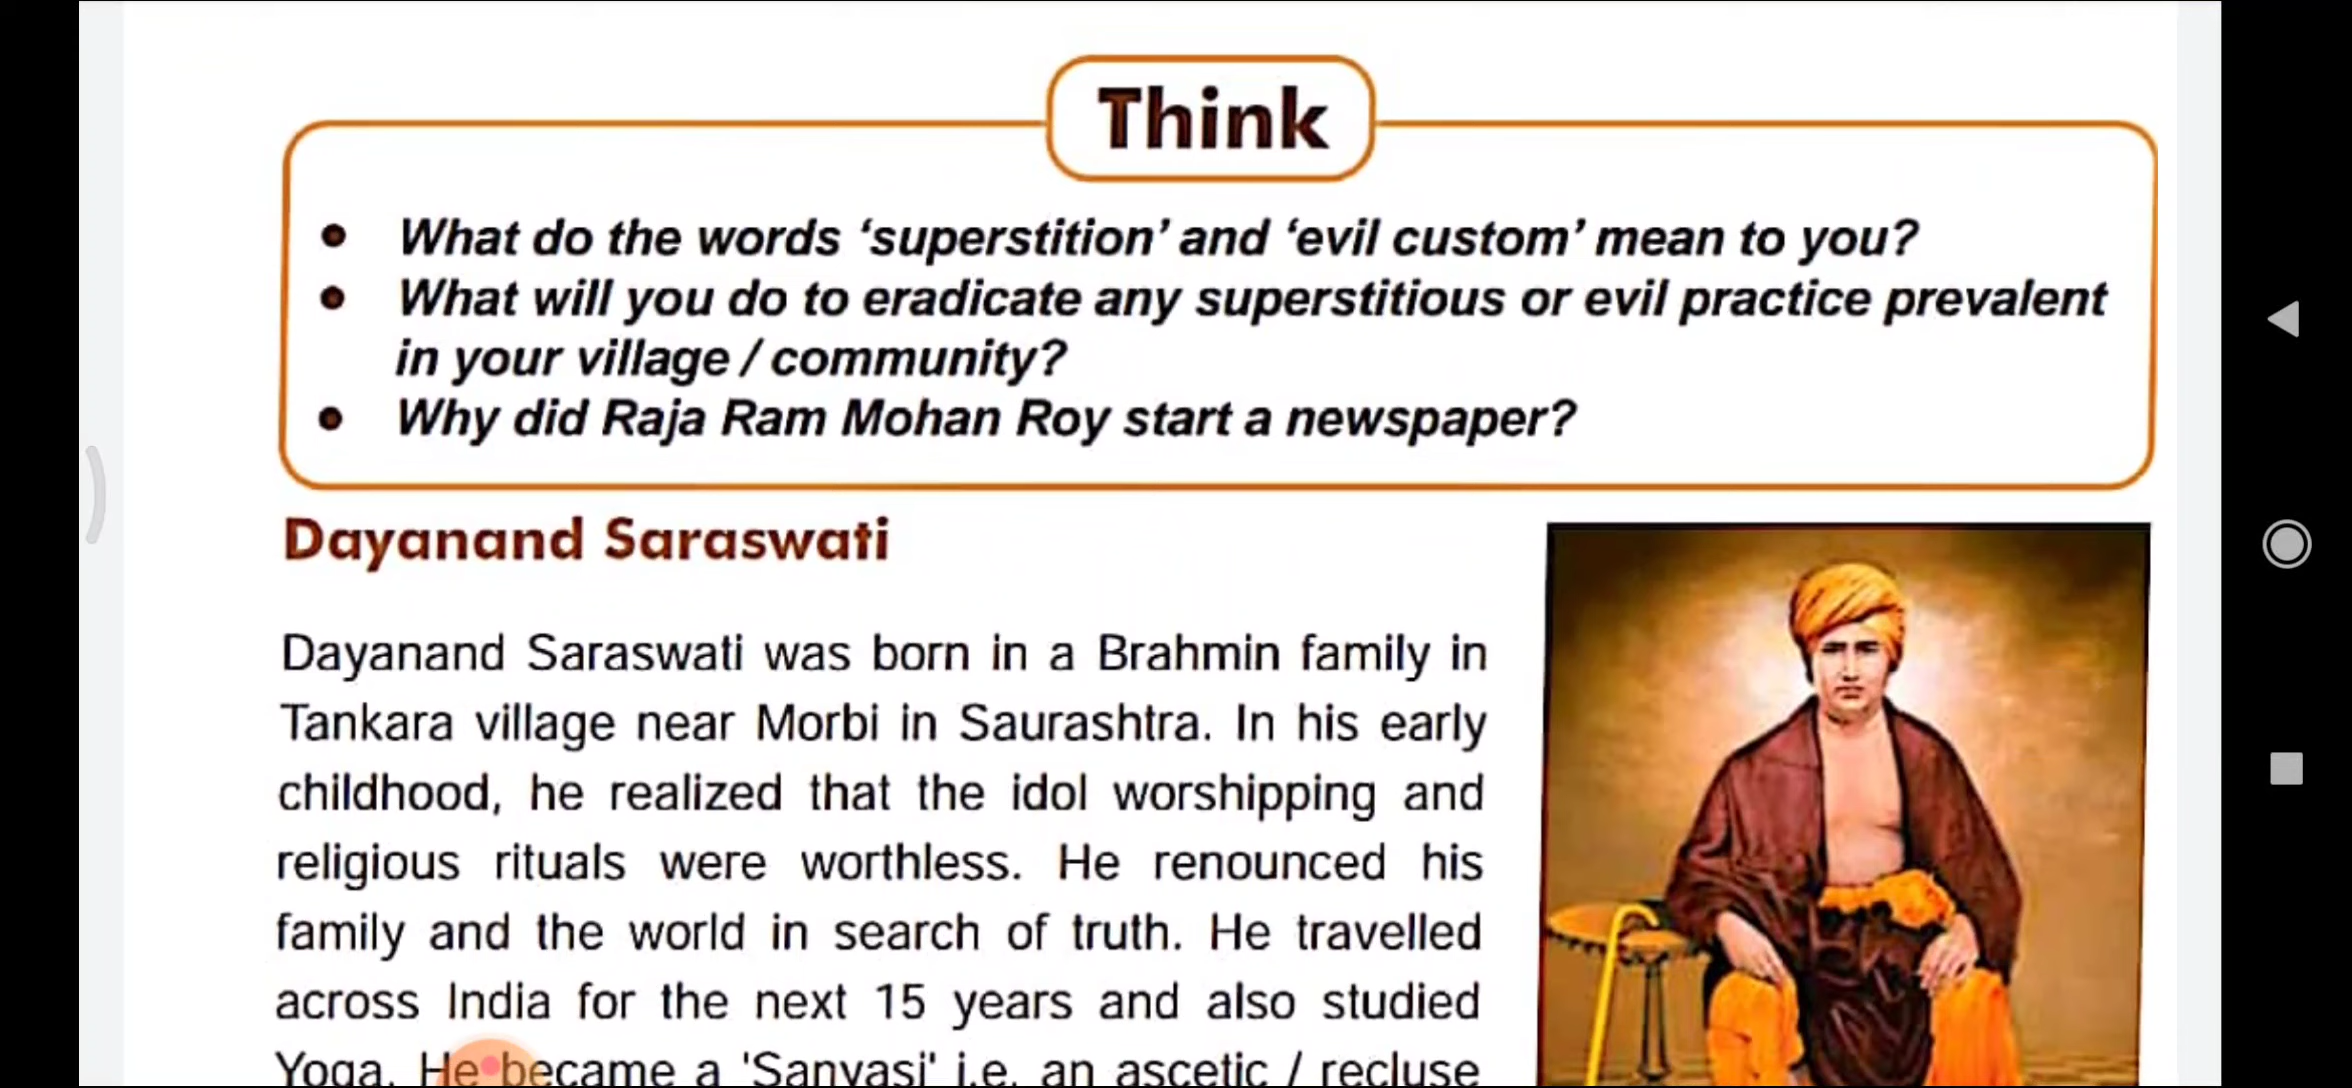 Think
• What do the words ‘superstition’ and ‘evil custom’ mean to you?
• What will you do to eradicate any superstitious or evil practice prevalent
in your village / community?
• Why did Raja Ram Mohan Roy start a newspaper?
Dayanand Saraswati
Dayanand Saraswati was born in a Brahmin family in
Tankara village near Morbi in Saurashtra. In his early
childhood, he realized that the idol worshipping and
religious rituals were worthless. He renounced his
family and the world in search of truth. He travelled
across India for the next 15 years and also studied
Yoga. He became a 'Sanyasi' i.e. an ascetic / recluse